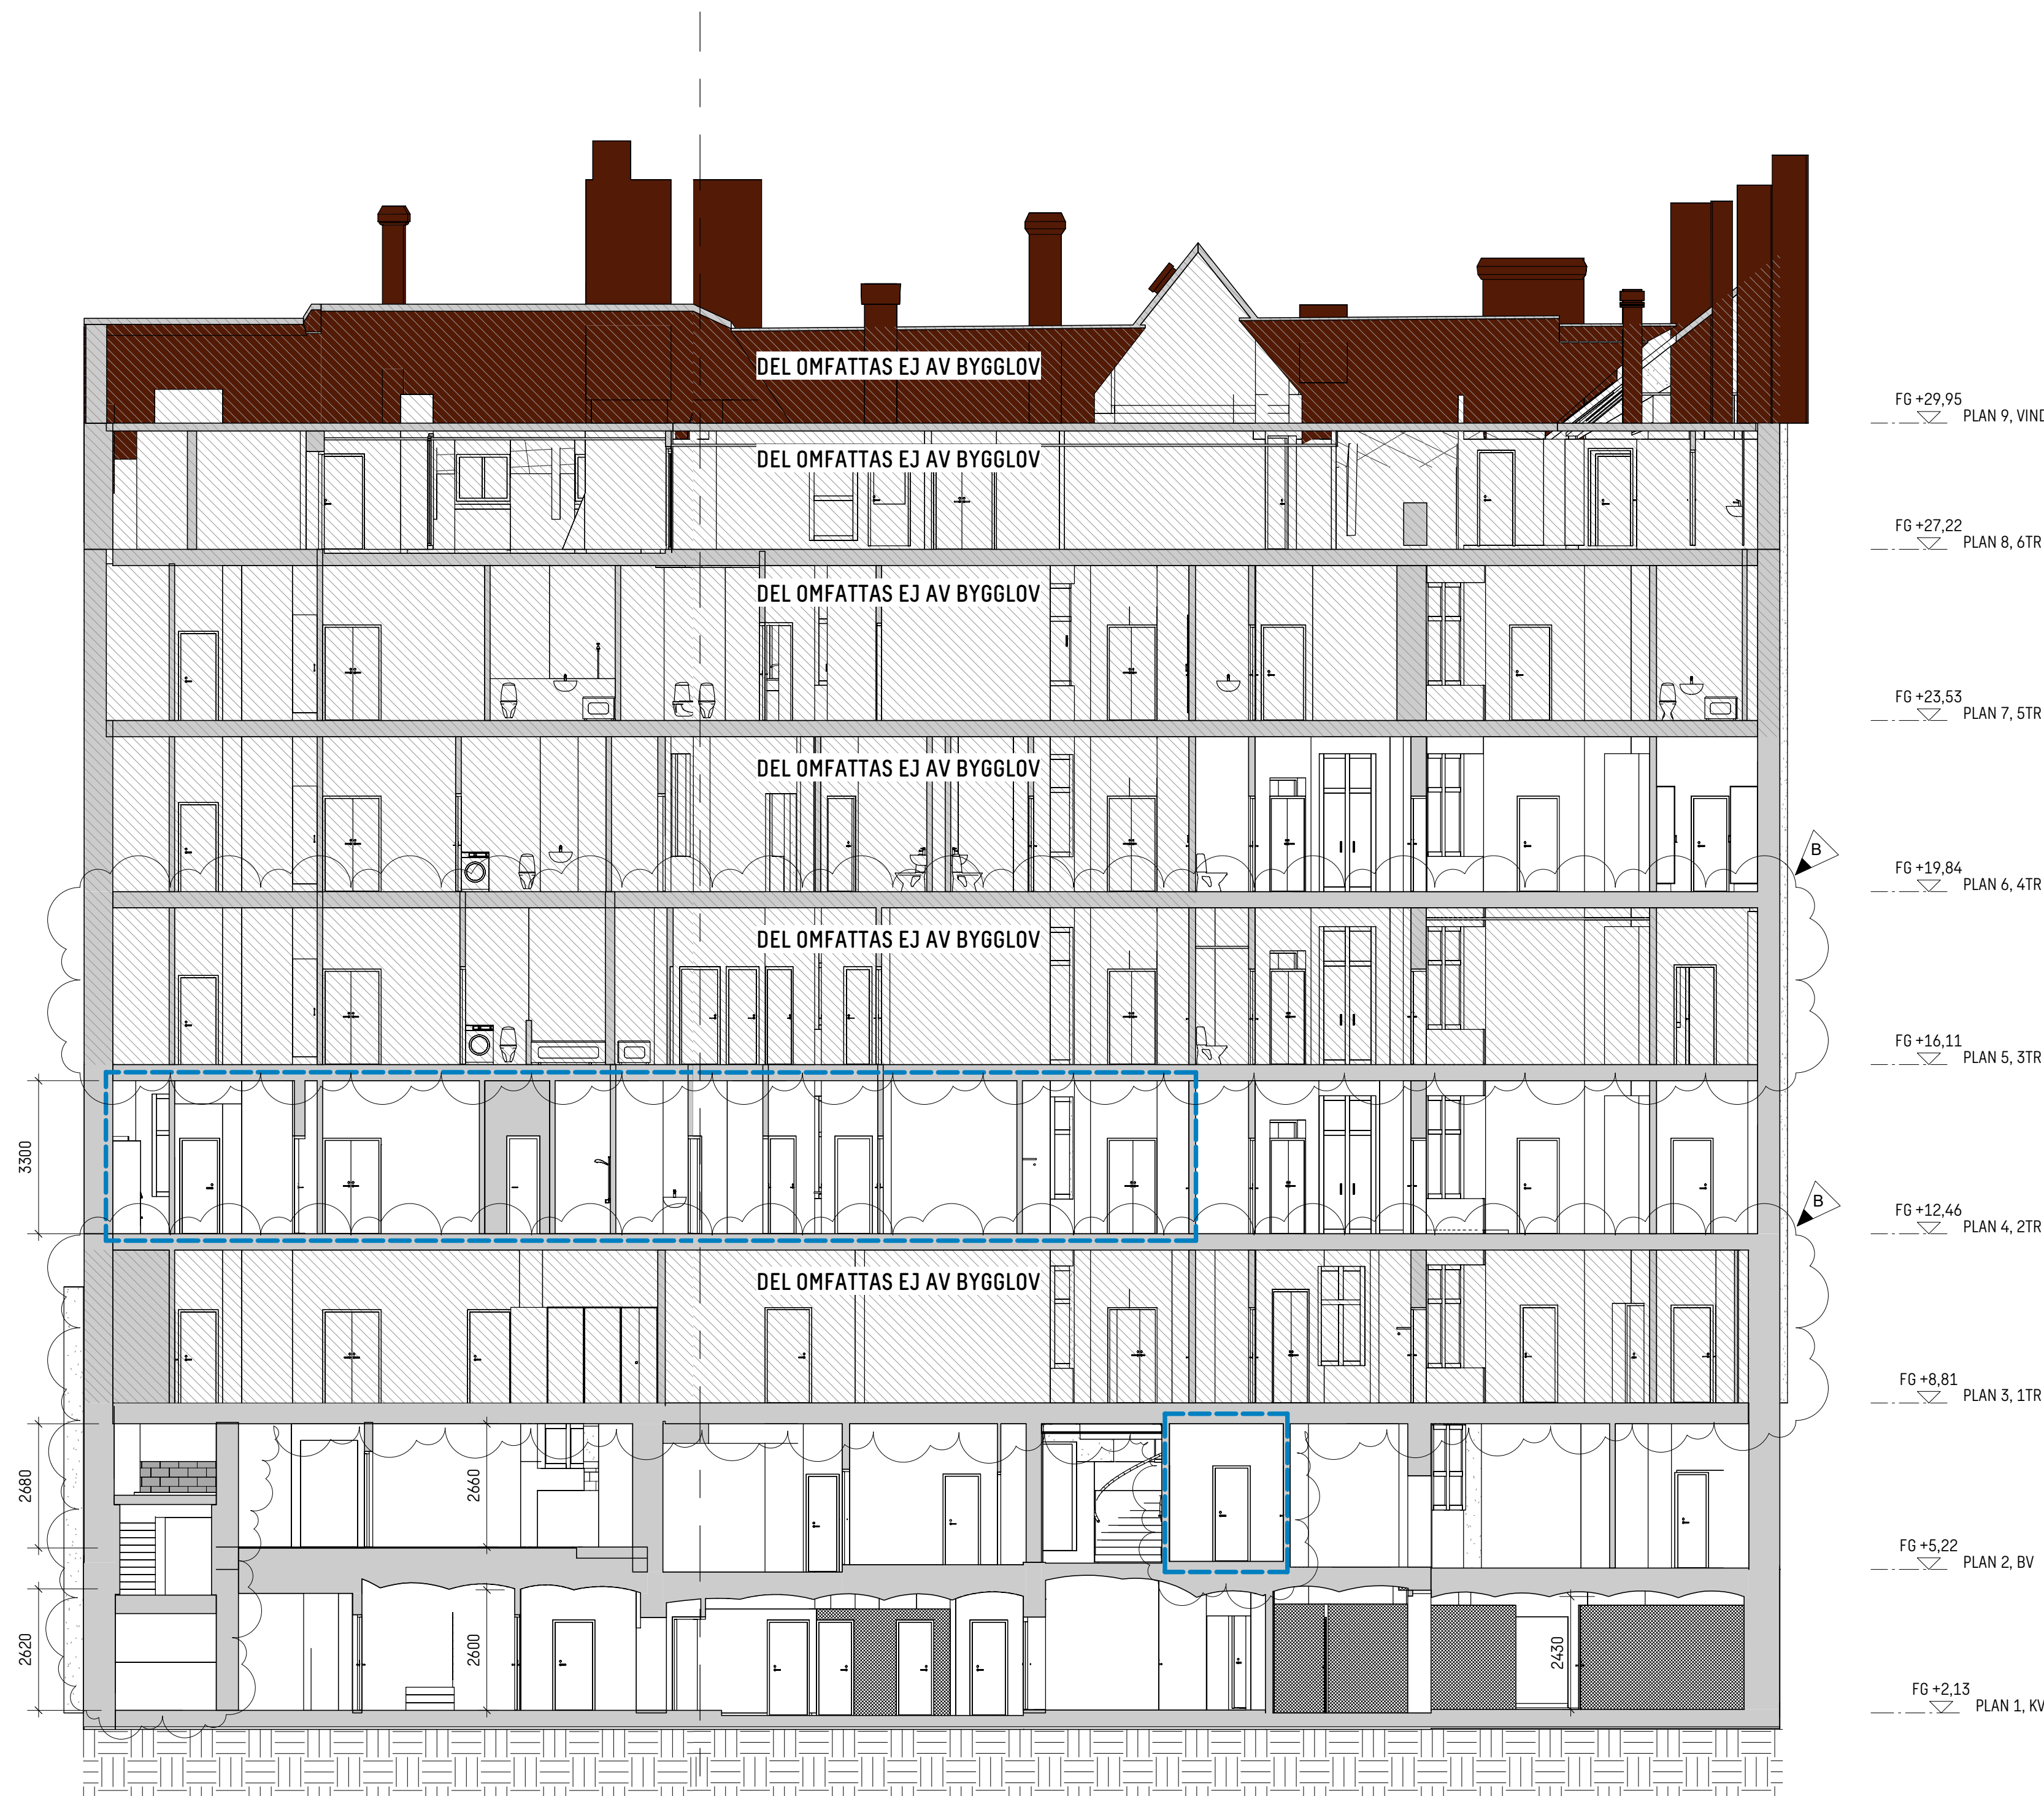 DEL OMFATTAS EJ AV BYGGLOV
FG +29,95
PLAN 9, VIND
DEL OMFATTAS EJ AV BYGGLOV
FG +27,22
PLAN 8, 6TR
DEL OMFATTAS EJ AV BYGGLOV
FG +23,53
PLAN 7, 5TR
DEL OMFATTAS EJ AV BYGGLOV
B
FG +19,84
PLAN 6, 4TR
DEL OMFATTAS EJ AV BYGGLOV
FG +16,11
PLAN 5, 3TR
3300
B
FG +12,46
PLAN 4, 2TR
DEL OMFATTAS EJ AV BYGGLOV
FG +8,81
PLAN 3, 1TR
2680
2660
FG +5,22
PLAN 2, BV
2620
2600
2430
FG +2,13
PLAN 1, KV